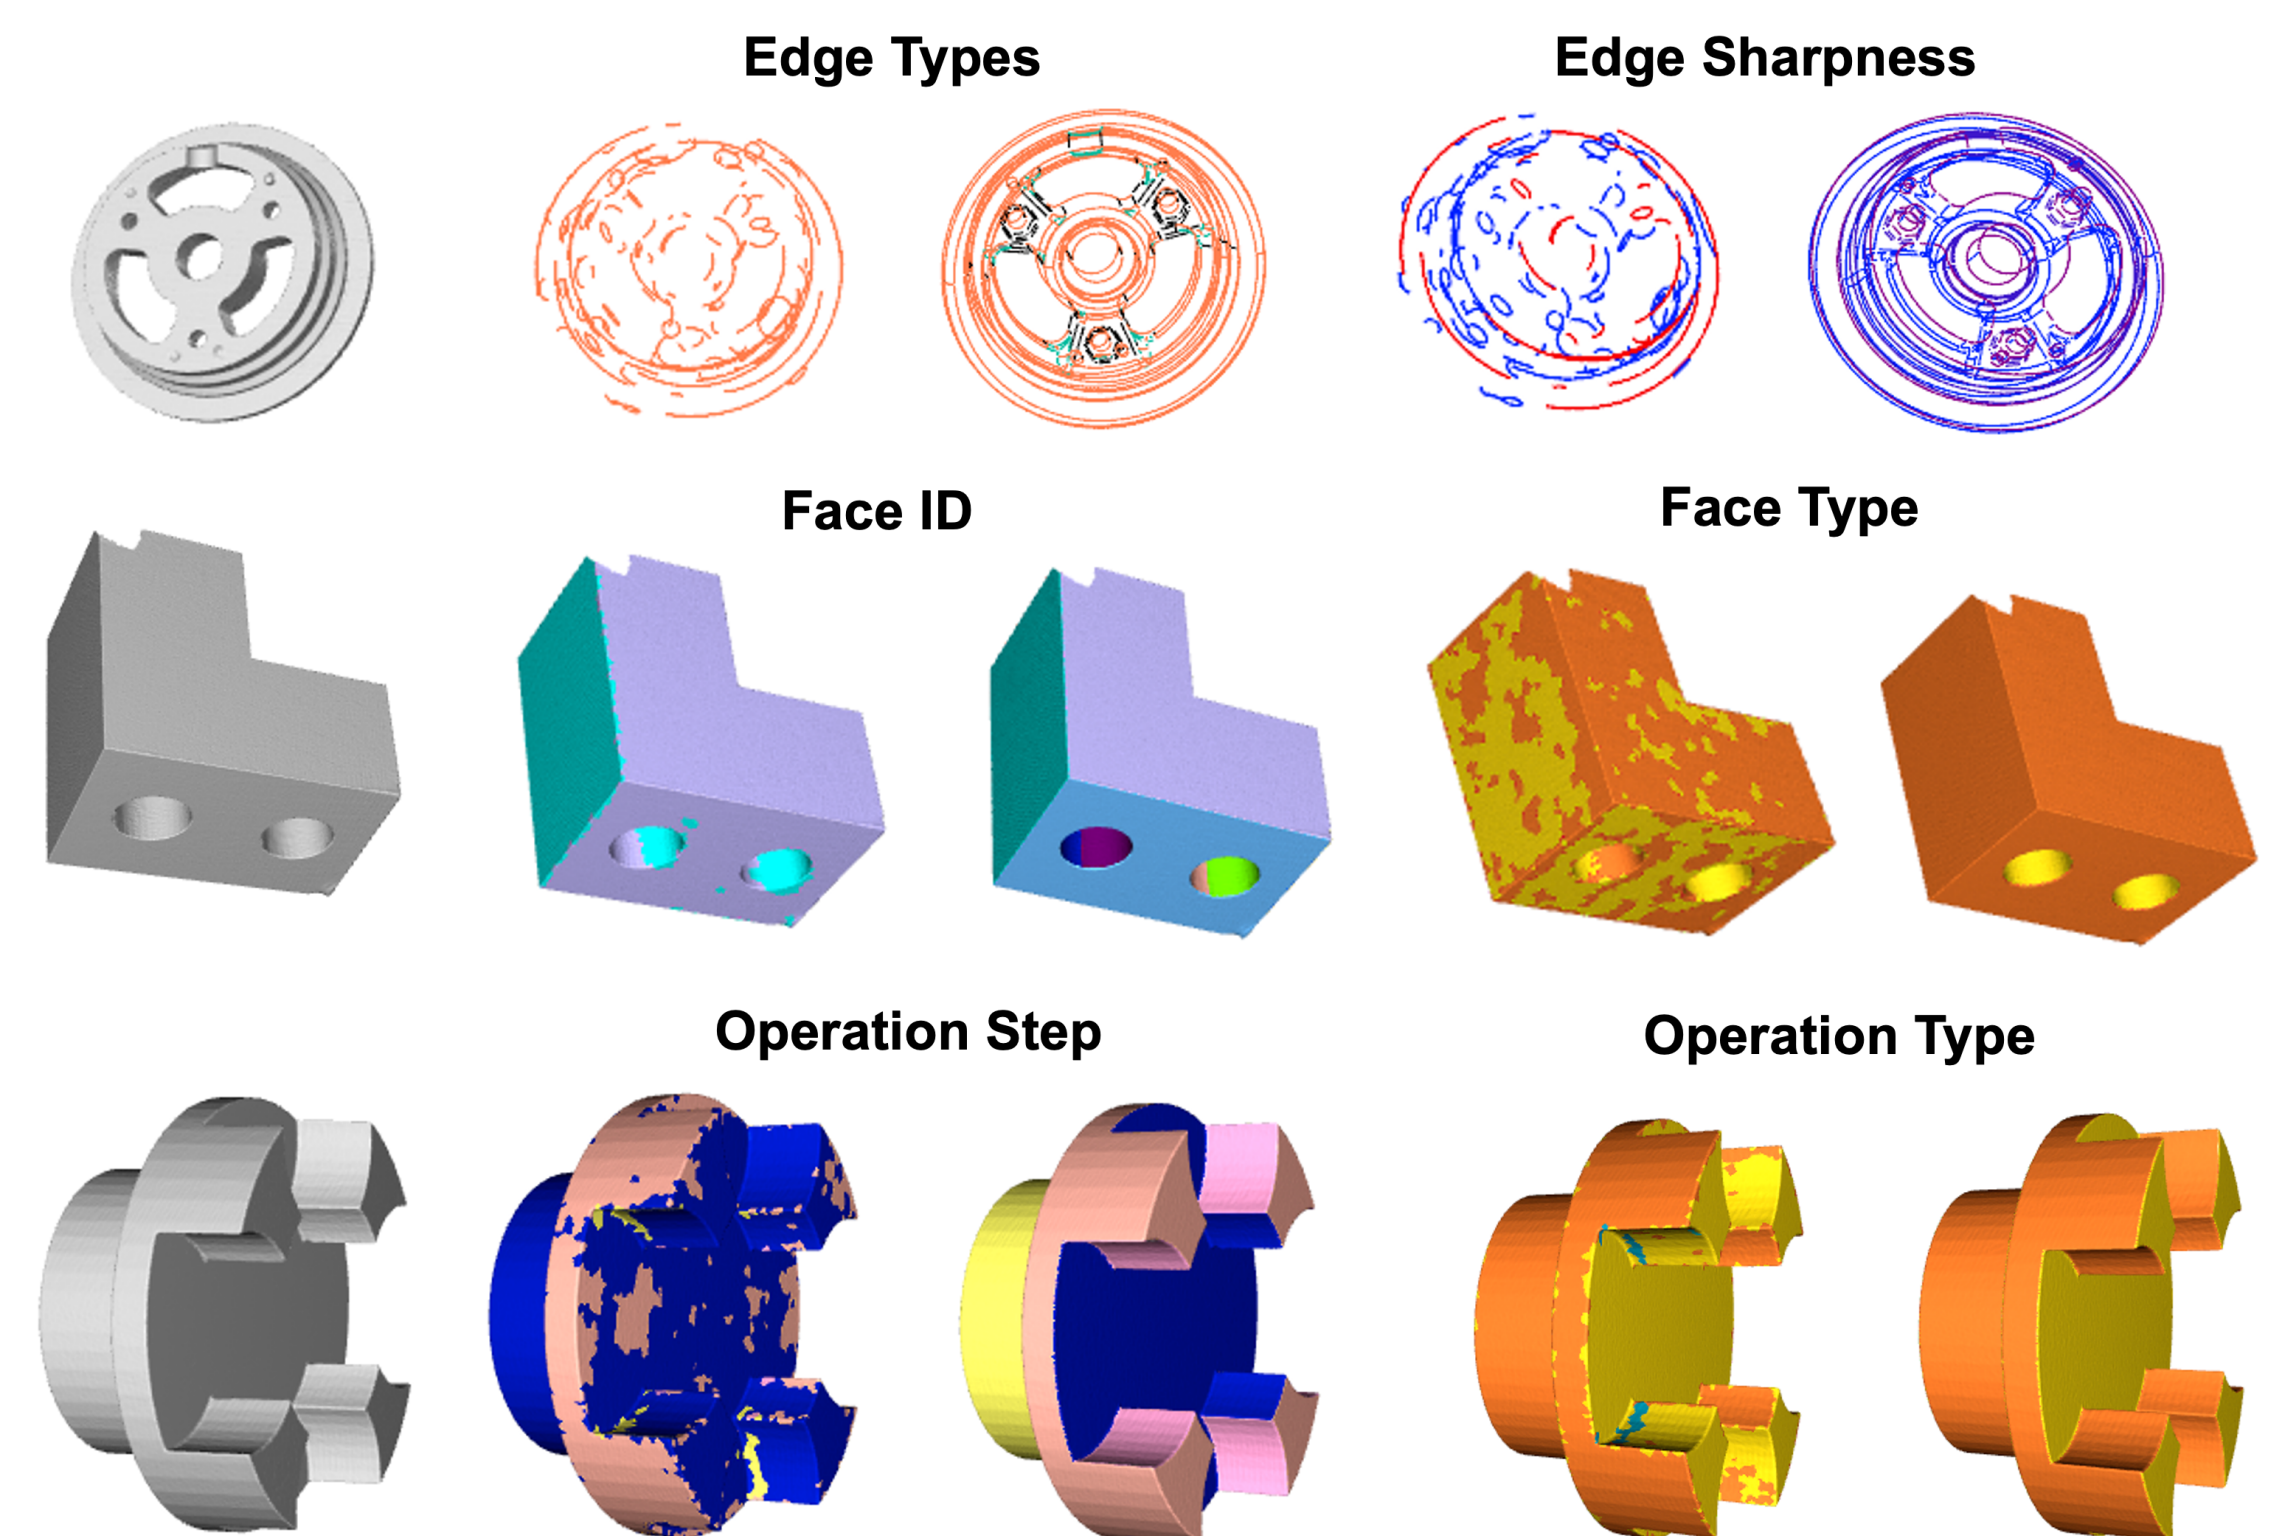 Edge Types
Edge Sharpness
Face ID
Face Type
Operation Step
Operation Type